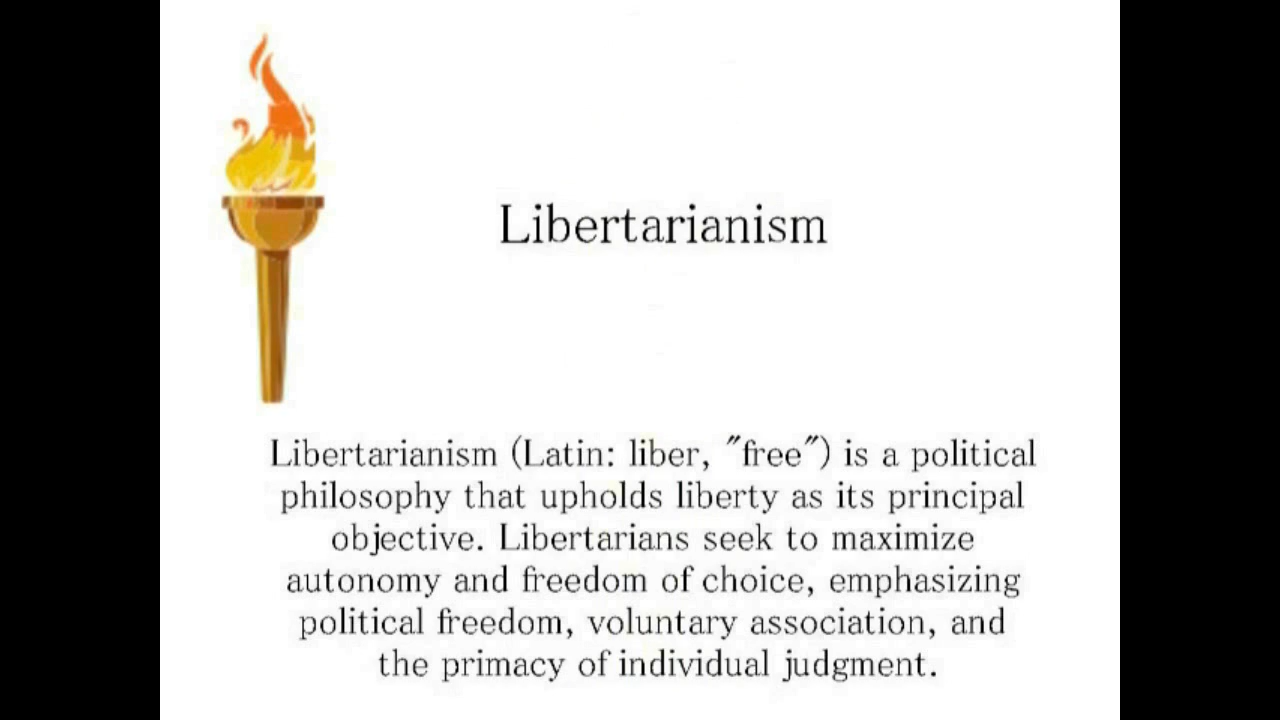 Libertarianism
Libertarianism (Latin: liber, "free") is a political
philosophy that upholds liberty as its principal
objective. Libertarians seek to maximize
autonomy and freedom of choice, emphasizing
political freedom, voluntary association, and
the primacy of individual judgment.